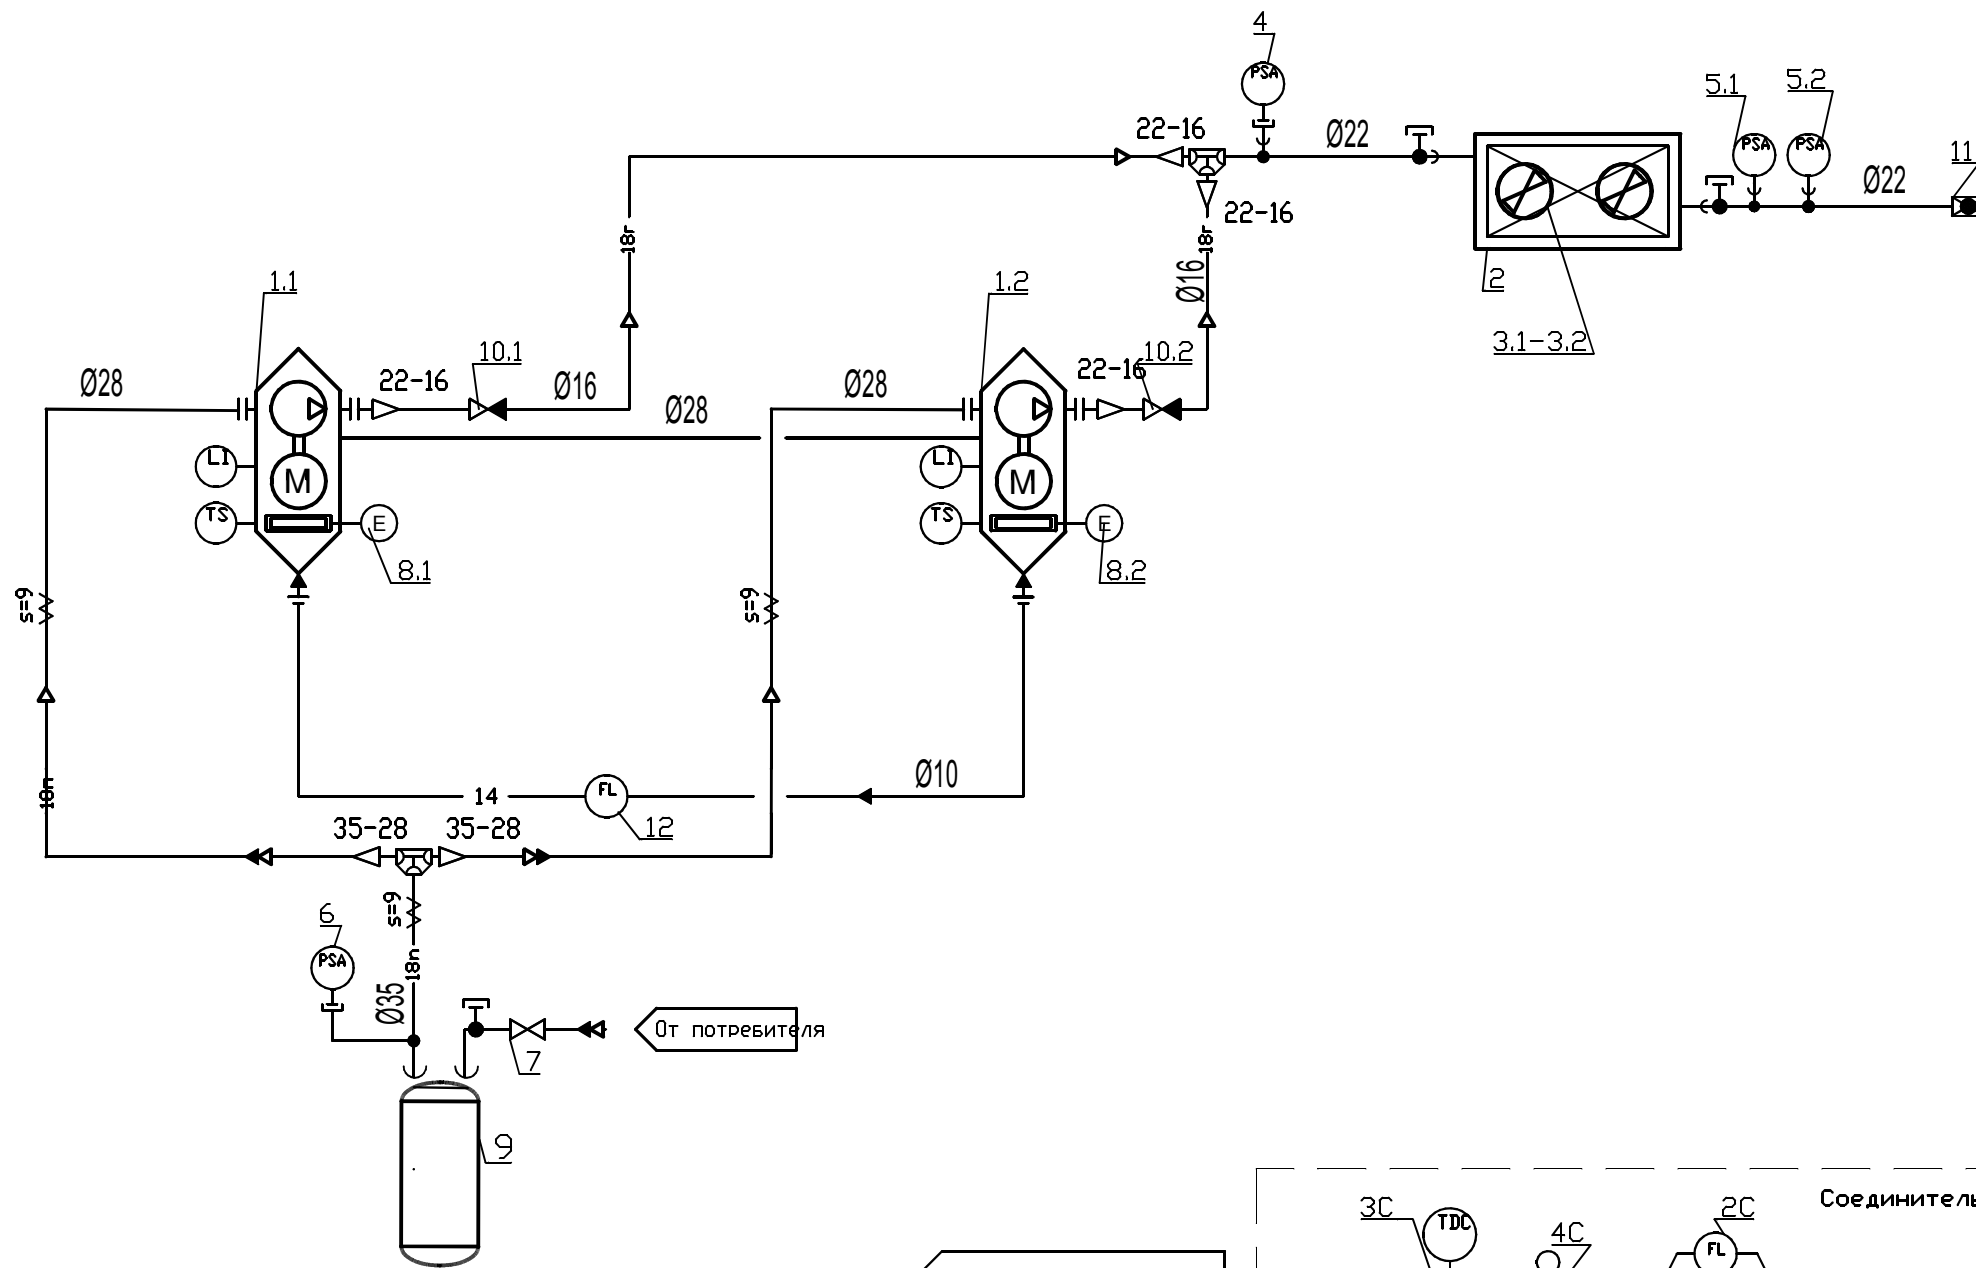 4
PSA
5.1
5.2
22-16
Ø22
PSA
PSA
11
Ø22
22-16
18г
18г
1.1
1.2
Ø16
2
3.1-3.2
10.1
22-16
10.2
22-16
Ø28
Ø16
Ø28
Ø28
LI
LI
M
M
TS
E
TS
E
8.1
8.2
s=9
s=9
Ø10
18п
14
FL
35-28
35-28
12
s=9
6
PSA
18п
Ø35
От потребителя
7
9
Соединитель
3С
TDC
2С
4С
FL